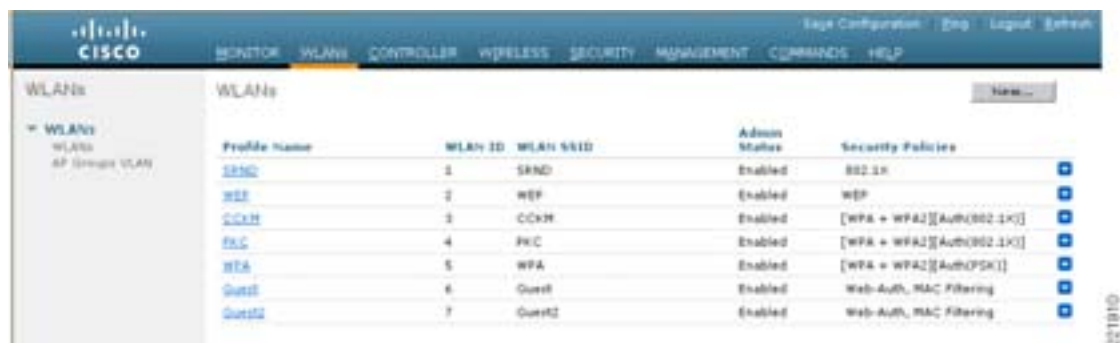 CISCO
Save Configuration Ping Logout Refresh
MONITOR WLANs CONTROLLER WIRELESS SECURITY MANAGEMENT COMMANDS HELP
WLANs
WLANs
WLANs
AP Groups VLAN
WLANs
New...
Profile Name WLAN ID WLAN SSID Admin Status Security Policies
SRND 1 SRND Enabled 802.1X
WEP 2 WEP Enabled WEP
CCKM 3 CCKM Enabled [WPA + WPA2][Auth(802.1X)]
PKC 4 PKC Enabled [WPA + WPA2][Auth(802.1X)]
WPA 5 WPA Enabled [WPA + WPA2][Auth(PSK)]
Guest 6 Guest Enabled Web-Auth, MAC Filtering
Guest2 7 Guest2 Enabled Web-Auth, MAC Filtering